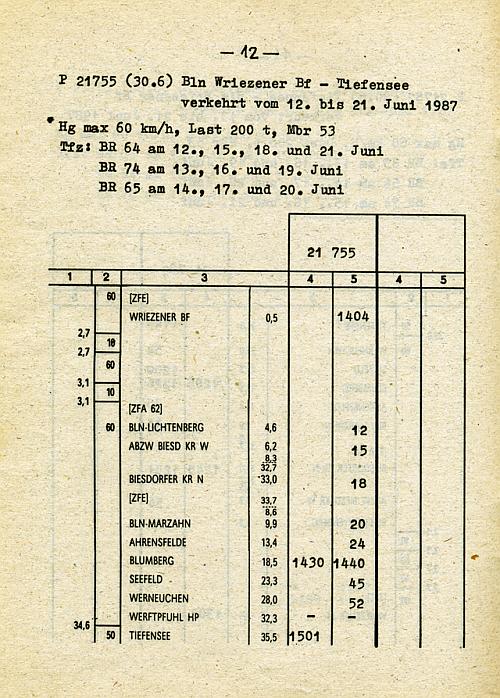 — 12 —
P 21755 (30.6) Bln Wriezener Bf - Tiefensee
verkehrt vom 12. bis 21. Juni 1987
Hg max 60 km/h, Last 200 t, Mbr 53
Tfz: BR 64 am 12., 15., 18. und 21. Juni
BR 74 am 13., 16. und 19. Juni
BR 65 am 14., 17. und 20. Juni
21 755
1 2 3 4 5 4 5
60 [ZFE]
WRIEZENER BF 0,5 1404
2,7
18
2,7
60
3,1
10
3,1
[ZFA 62]
60 BLN-LICHTENBERG 4,6 12
ABZW BIESD KR W 6,2 15
8,3
32,7
BIESDORFER KR N 33,0 18
[ZFE] 33,7
8,6
BLN-MARZAHN 9,9 20
AHRENSFELDE 13,4 24
BLUMBERG 18,5 1430 1440
SEEFELD 23,3 45
WERNEUCHEN 28,0 52
WERFTPFUHL HP 32,3 – –
34,6
50 TIEFENSEE 35,5 1501